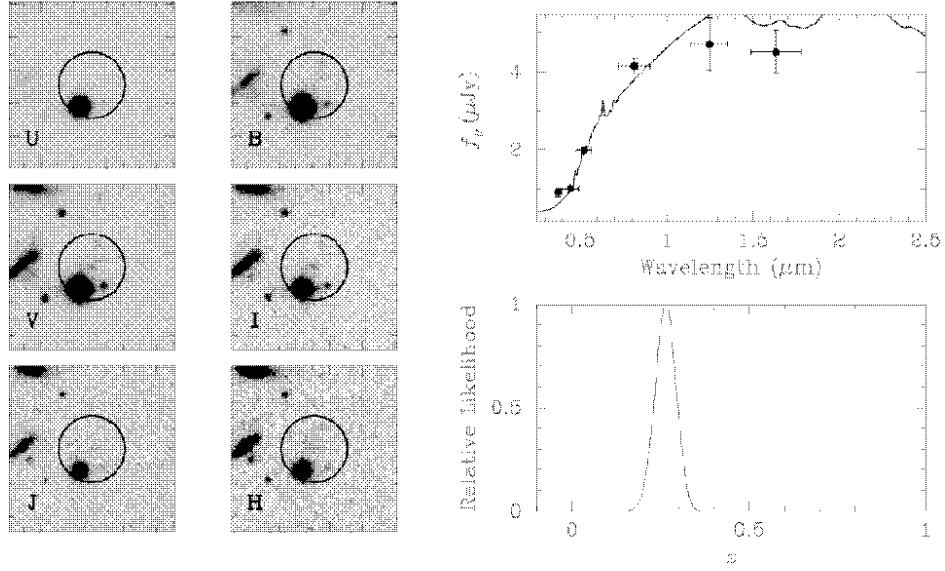 U
B
V
I
J
H
f_ν (μJy)
4
2
0.5
1
1.5
2
2.5
Wavelength (μm)
Relative Likelihood
1
0.5
0
0
0.5
1
z